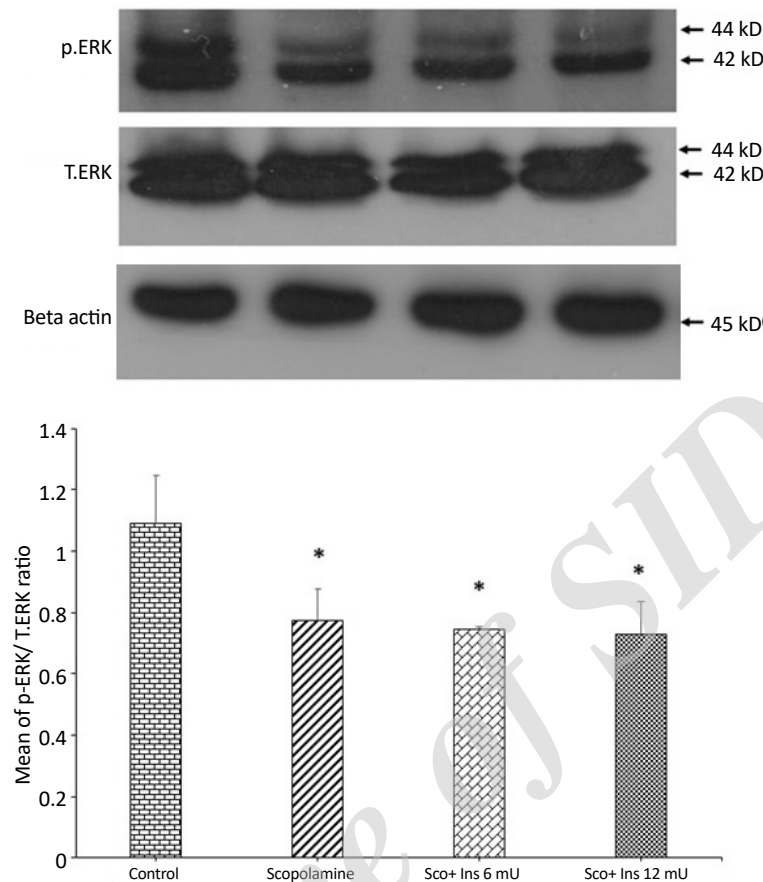 p.ERK
← 44 kD
← 42 kD
T.ERK
← 44 kD
← 42 kD
Beta actin
← 45 kD
1.4
1.2
1
0.8
0.6
0.4
0.2
0
Mean of p-ERK/ T.ERK ratio
*
*
*
Control
Scopolamine
Sco+ Ins 6 mU
Sco+ Ins 12 mU
e of SID